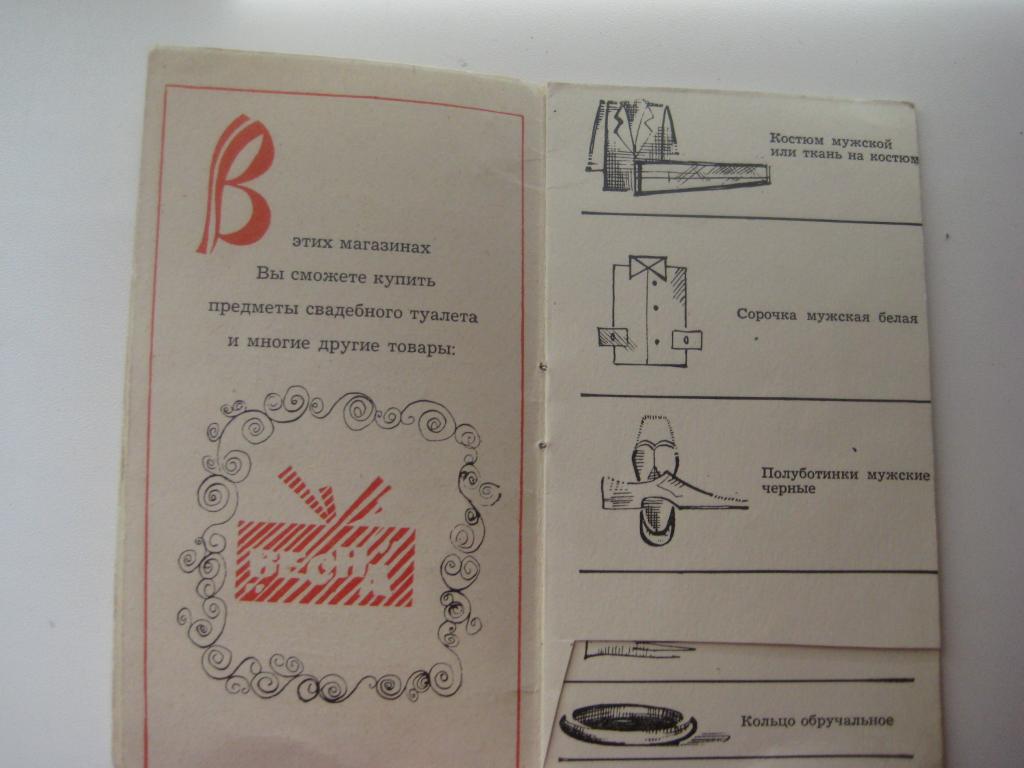 В
этих магазинах
Вы сможете купить
предметы свадебного туалета
и многие другие товары:
ВЕСНА
Костюм мужской
или ткань на костюм
Сорочка мужская белая
Полуботинки мужские
черные
Кольцо обручальное